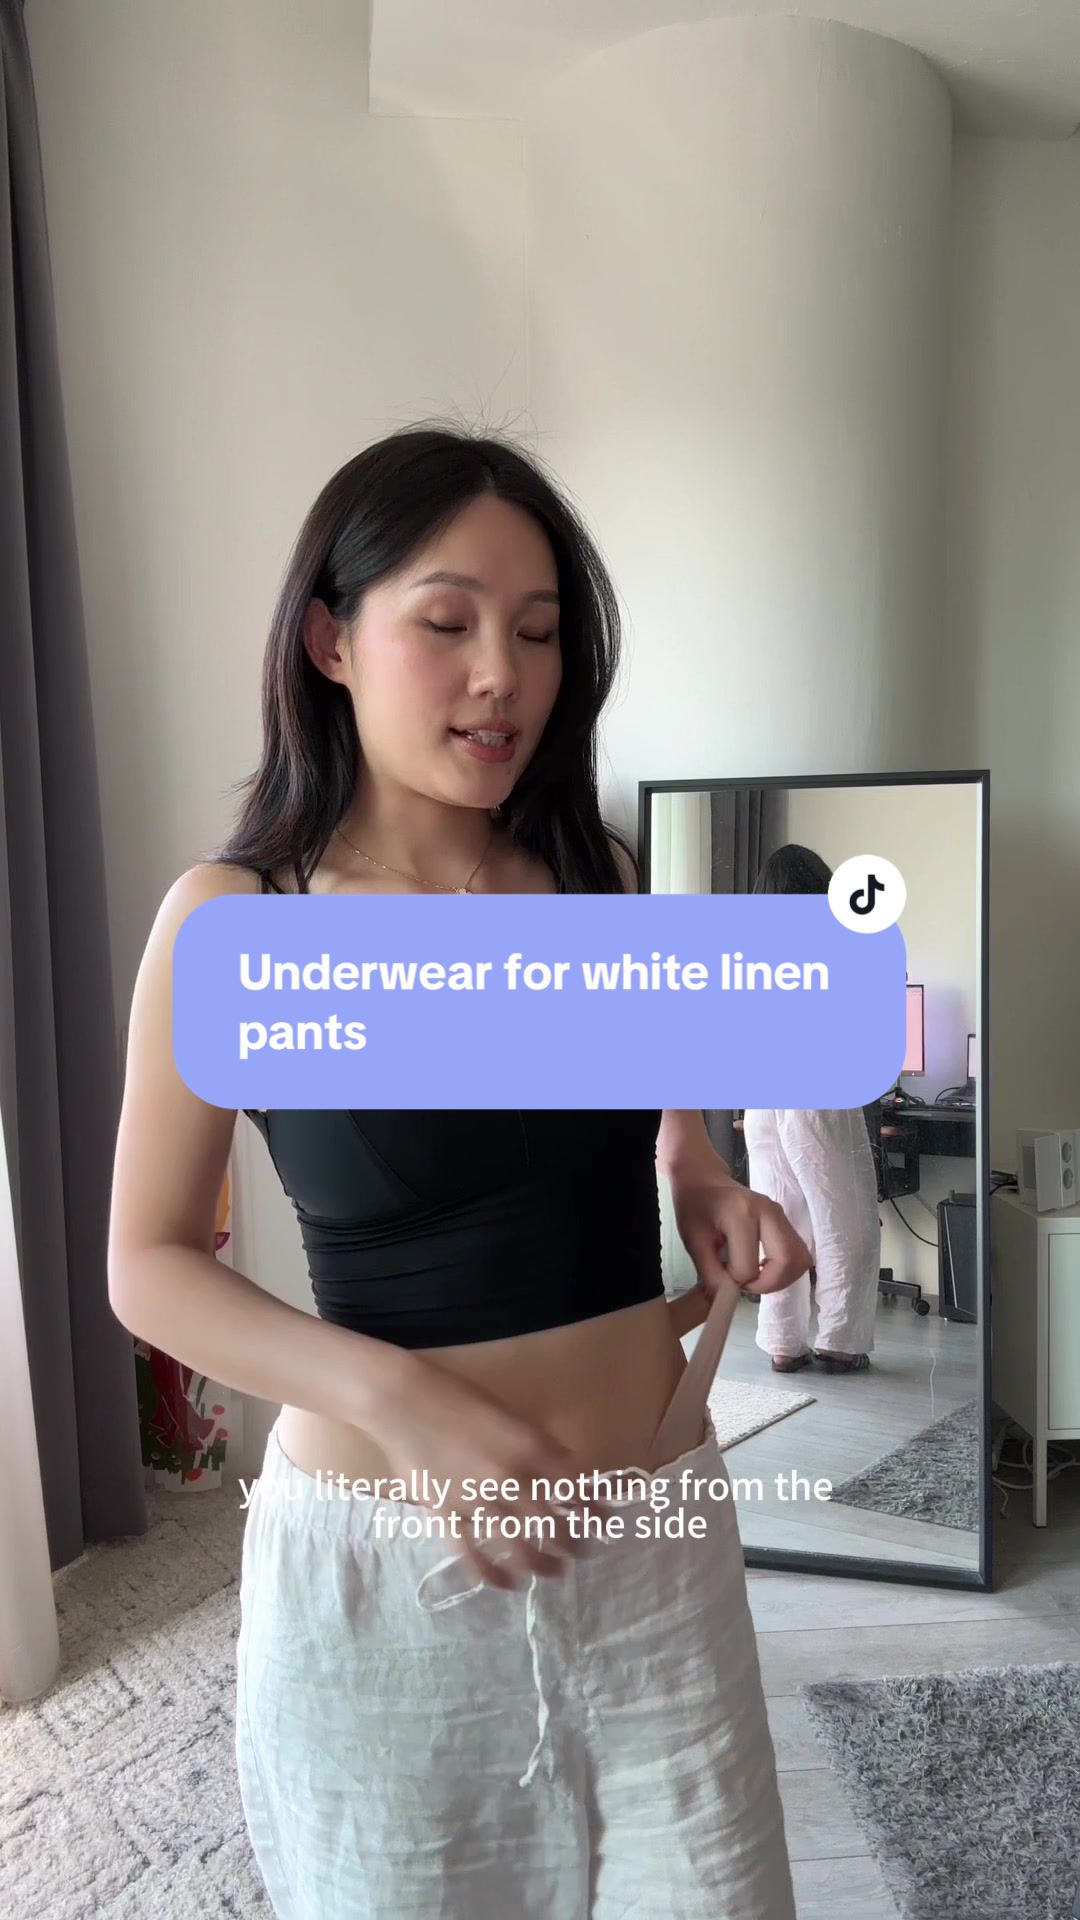 Underwear for white linen
pants
you literally see nothing from the
front from the side